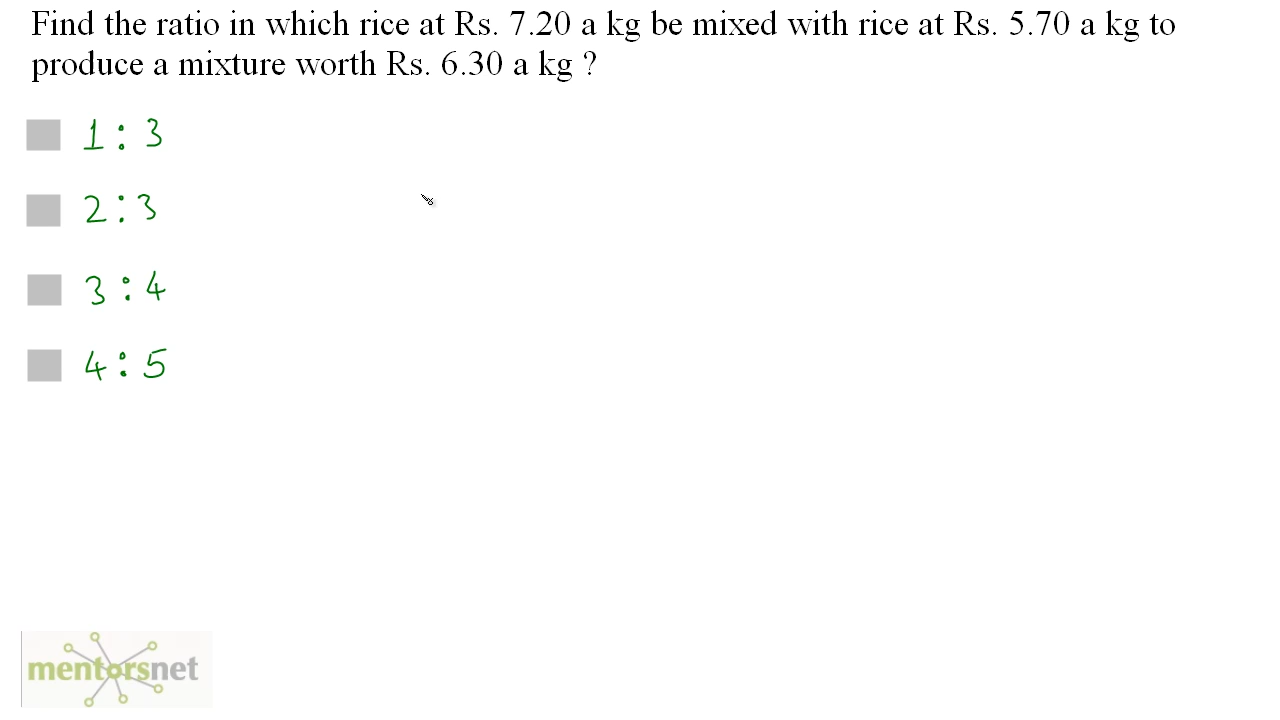 Find the ratio in which rice at Rs. 7.20 a kg be mixed with rice at Rs. 5.70 a kg to
produce a mixture worth Rs. 6.30 a kg ?
1 : 3
2 : 3
3 : 4
4 : 5
mentorsnet